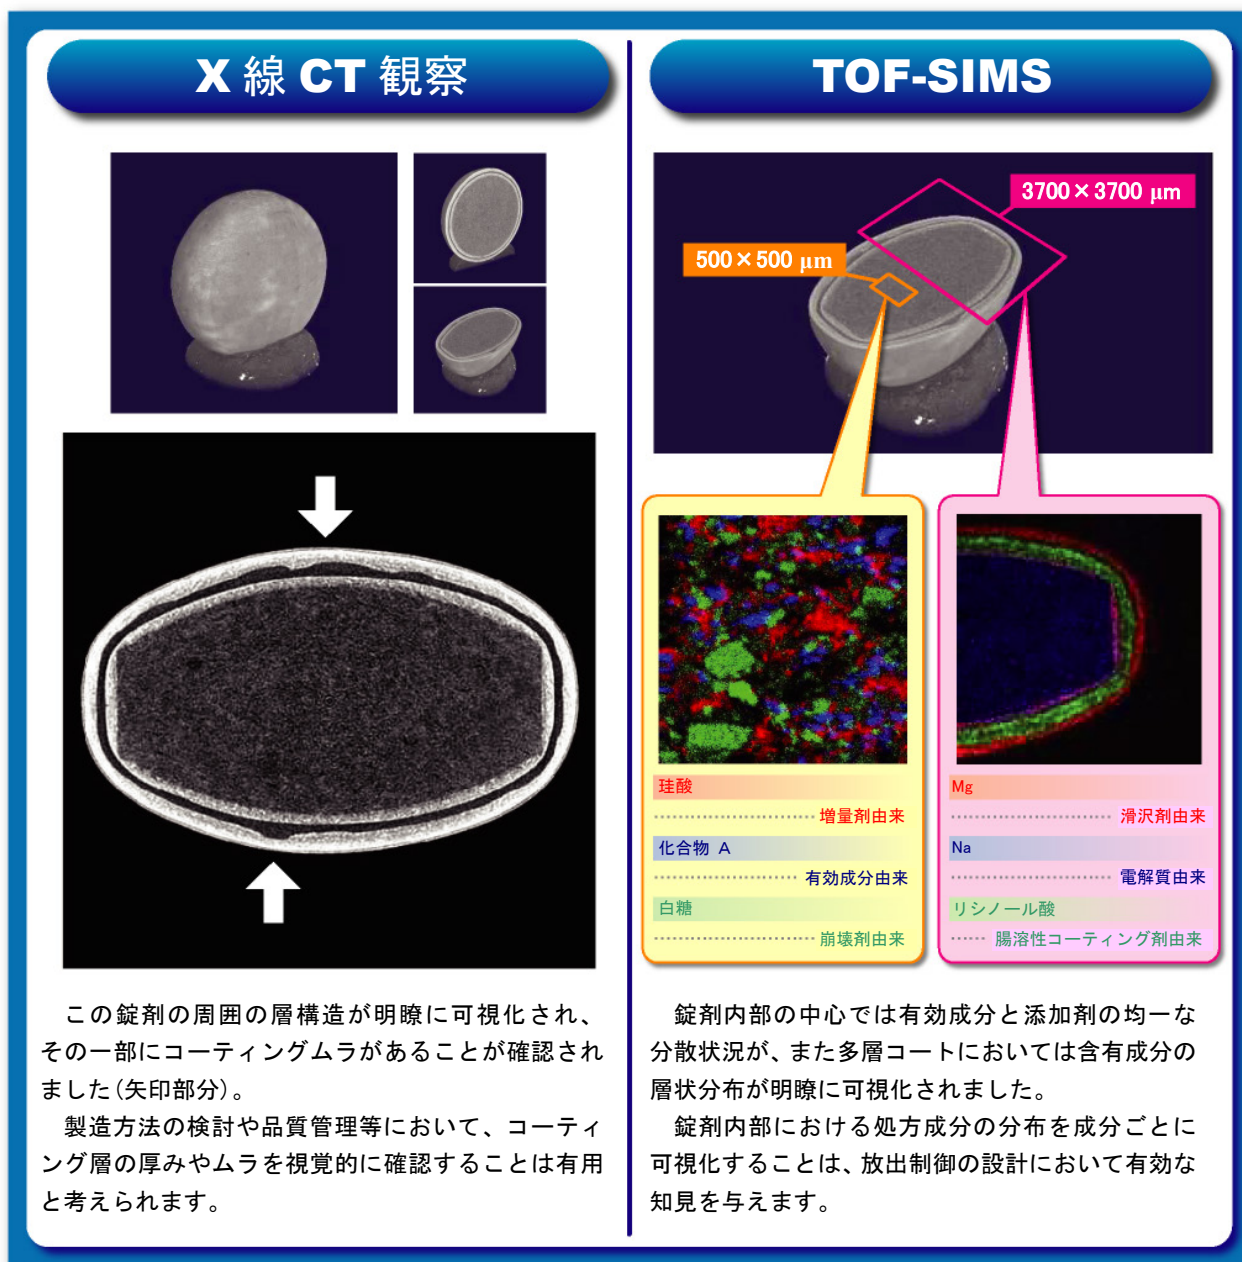 X 線 CT 観察
この錠剤の周囲の層構造が明瞭に可視化され、
その一部にコーティングムラがあることが確認され
ました(矢印部分)。
製造方法の検討や品質管理等において、コーティ
ング層の厚みやムラを視覚的に確認することは有用
と考えられます。
TOF-SIMS
3700×3700 μm
500×500 μm
珪酸
…………………… 増量剤由来
化合物 A
…………………… 有効成分由来
白糖
…………………… 崩壊剤由来
Mg
…………………… 滑沢剤由来
Na
…………………… 電解質由来
リシノール酸
…… 腸溶性コーティング剤由来
錠剤内部の中心では有効成分と添加剤の均一な
分散状況が、また多層コートにおいては含有成分の
層状分布が明瞭に可視化されました。
錠剤内部における処方成分の分布を成分ごとに
可視化することは、放出制御の設計において有効な
知見を与えます。